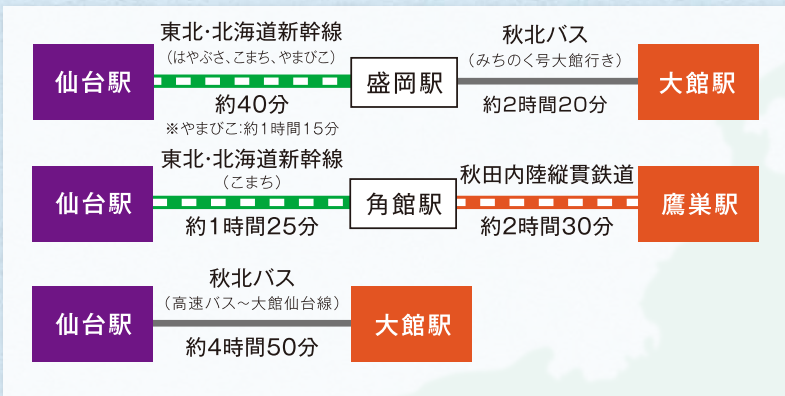 東北・北海道新幹線
（はやぶさ、こまち、やまびこ）
秋北バス
（みちのく号大館行き）
仙台駅
盛岡駅
大館駅
約40分
※やまびこ：約1時間15分
約2時間20分
東北・北海道新幹線
（こまち）
秋田内陸縦貫鉄道
仙台駅
角館駅
鷹巣駅
約1時間25分
約2時間30分
秋北バス
（高速バス～大館仙台線）
仙台駅
大館駅
約4時間50分